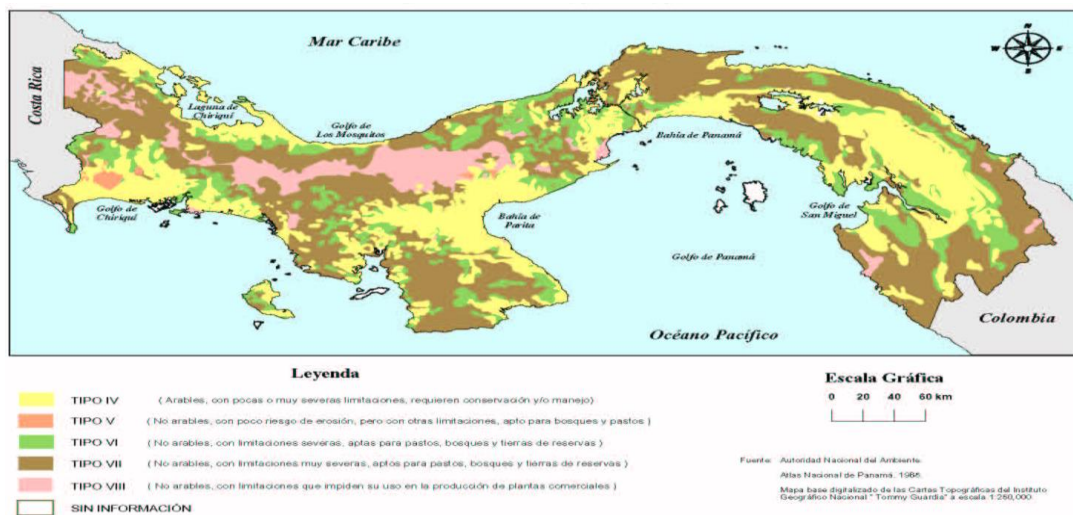 Mar Caribe
Costa Rica
N
W
E
S
Laguna de
Chiriquí
Golfo de
Los Mosquitos
Bahía de Panamá
Golfo de
Chiriquí
Bahía de
Parita
Golfo de
San Miguel
Golfo de Panamá
Océano Pacífico
Colombia
Leyenda
TIPO IV ( Arables, con pocas o muy severas limitaciones, requieren conservación y/o manejo)
TIPO V ( No arables, con poco riesgo de erosión, pero con otras limitaciones, apto para bosques y pastos )
TIPO VI ( No arables, con limitaciones severas, aptas para pastos, bosques y tierras de reservas )
TIPO VII ( No arables, con limitaciones muy severas, aptos para pastos, bosques y tierras de reservas )
TIPO VIII ( No arables, con limitaciones que impiden su uso en la producción de plantas comerciales )
SIN INFORMACIÓN
Escala Gráfica
0 20 40 60 km
Fuente: Autoridad Nacional del Ambiente.
Atlas Nacional de Panamá, 1988.
Mapa base digitalizado de las Cartas Topográficas del Instituto
Geográfico Nacional " Tommy Guardia" a escala 1:250,000.